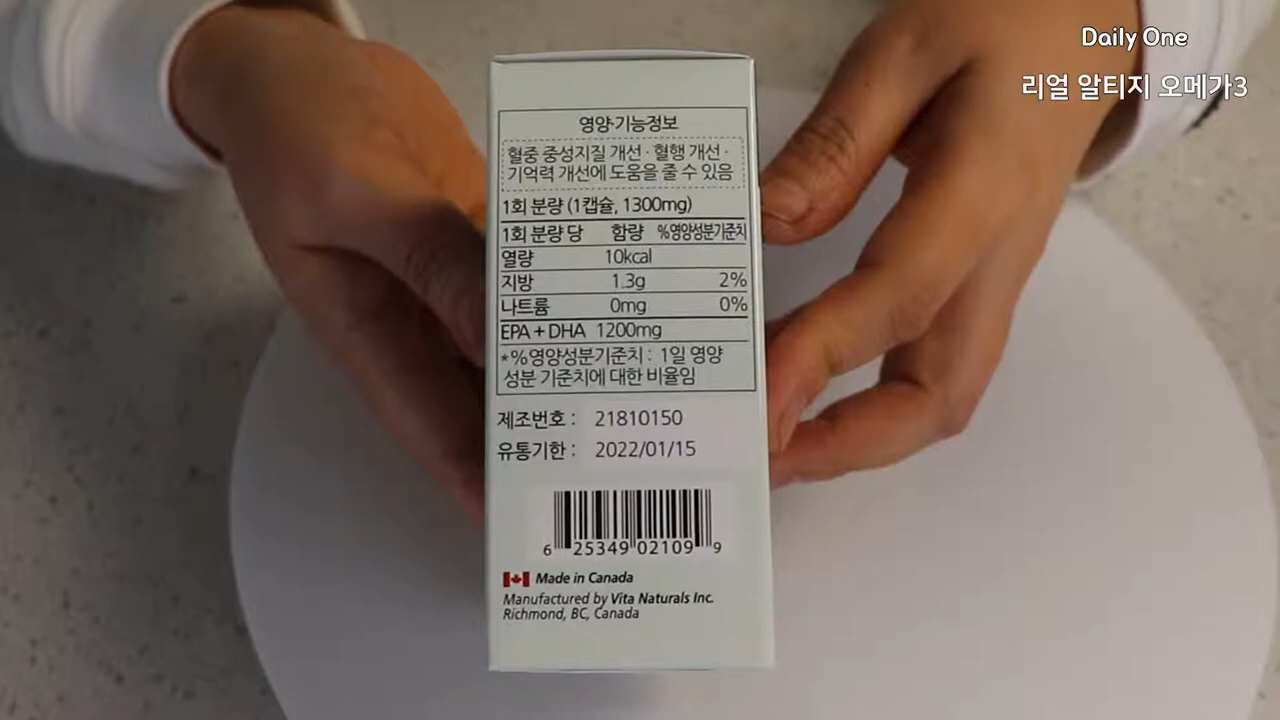 Daily One
리얼 알티지 오메가3
영양·기능정보
혈중 중성지질 개선 · 혈행 개선 ·
기억력 개선에 도움을 줄 수 있음
1회 분량 (1캡슐, 1300mg)
1회 분량 당 함량 %영양성분기준치
열량 10kcal
지방 1.3g 2%
나트륨 0mg 0%
EPA + DHA 1200mg
*%영양성분기준치 : 1일 영양
성분 기준치에 대한 비율임
제조번호 : 21810150
유통기한 : 2022/01/15
6 25349 02109 9
Made in Canada
Manufactured by Vita Naturals Inc.
Richmond, BC, Canada